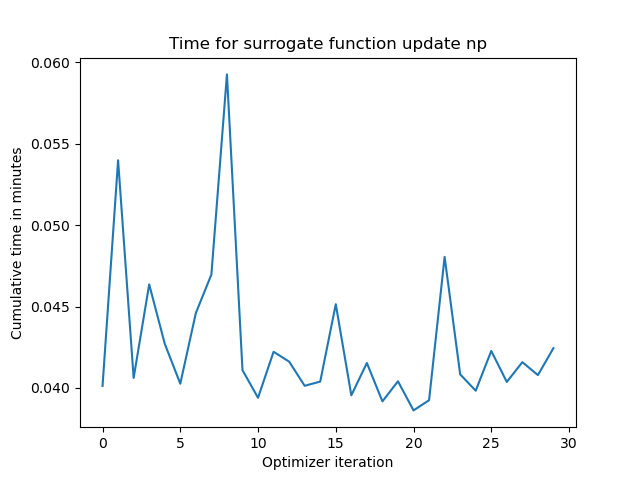 Time for surrogate function update np
Cumulative time in minutes
0.060
0.055
0.050
0.045
0.040
0 5 10 15 20 25 30
Optimizer iteration